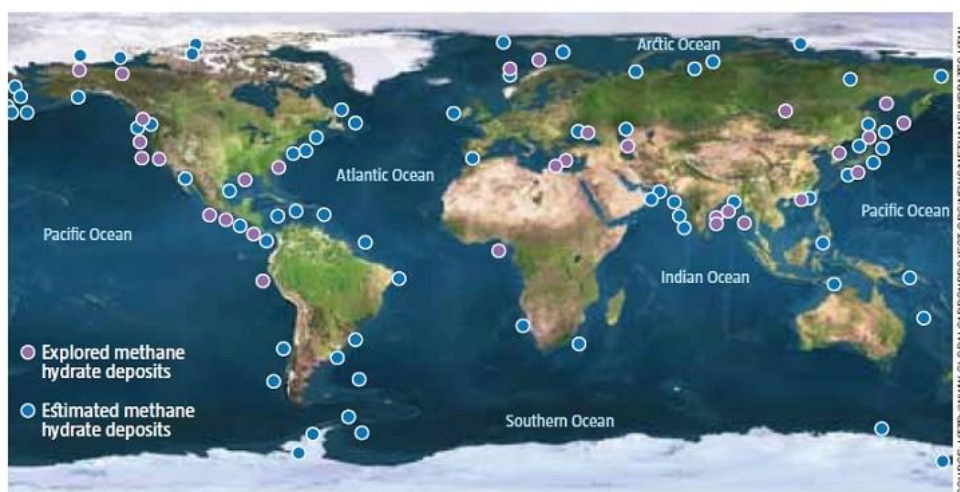 Arctic Ocean
Atlantic Ocean
Pacific Ocean
Pacific Ocean
Indian Ocean
Explored methane
hydrate deposits
Estimated methane
hydrate deposits
Southern Ocean